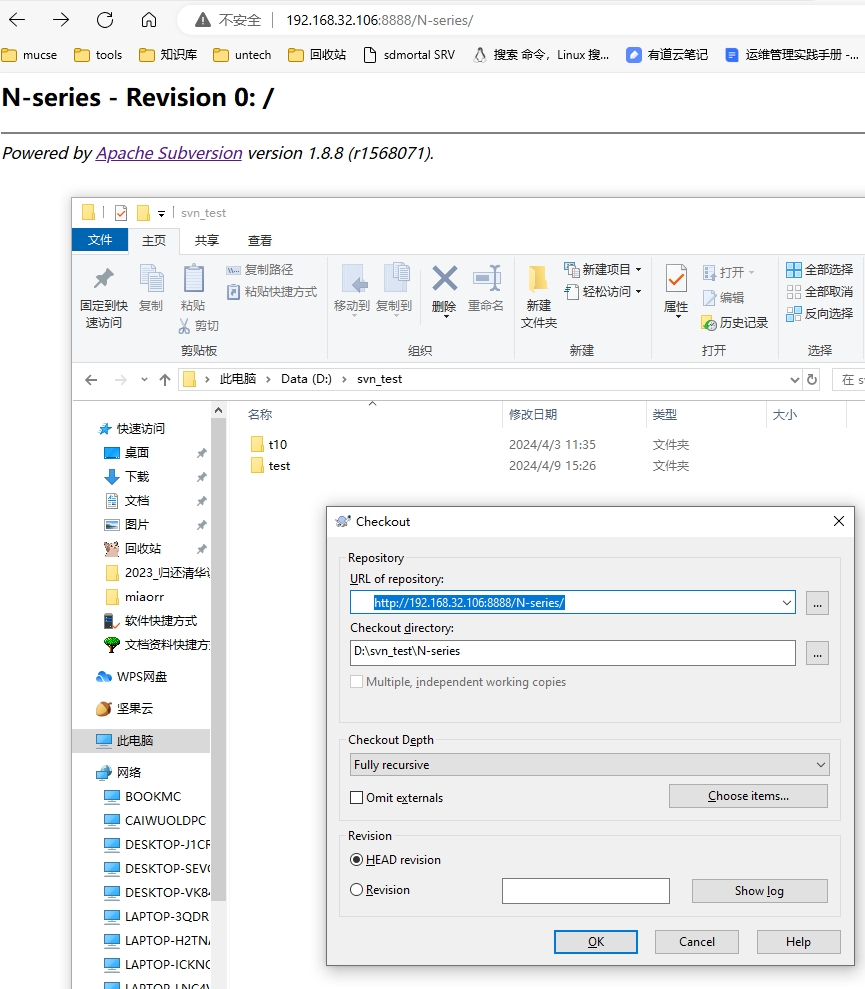 不安全 192.168.32.106:8888/N-series/
mucse tools 知识库 untech 回收站 sdmortal SRV 搜索 命令，Linux 搜... 有道云笔记 运维管理实践手册 -...
N-series - Revision 0: /
Powered by Apache Subversion version 1.8.8 (r1568071).
svn_test
文件 主页 共享 查看
固定到快速访问
复制
粘贴
复制路径
粘贴快捷方式
剪切
剪贴板
移动到 复制到 删除 重命名
组织
新建文件夹
新建项目
轻松访问
新建
属性
打开
编辑
历史记录
打开
全部选择
全部取消
反向选择
选择
此电脑 Data (D:) svn_test
在
名称 修改日期 类型 大小
t10 2024/4/3 11:35 文件夹
test 2024/4/9 15:26 文件夹
快速访问
桌面
下载
文档
图片
回收站
2023_归还清华
miaorr
软件快捷方式
文档资料快捷方
WPS网盘
坚果云
此电脑
网络
BOOKMC
CAIWUOLDPC
DESKTOP-J1CF
DESKTOP-SEV
DESKTOP-VK84
LAPTOP-3QDR
LAPTOP-H2TN
LAPTOP-ICKN
Checkout
Repository
URL of repository:
http://192.168.32.106:8888/N-series/
...
Checkout directory:
D:\svn_test\N-series
...
Multiple, independent working copies
Checkout Depth
Fully recursive
Omit externals
Choose items...
Revision
HEAD revision
Revision
Show log
OK Cancel Help